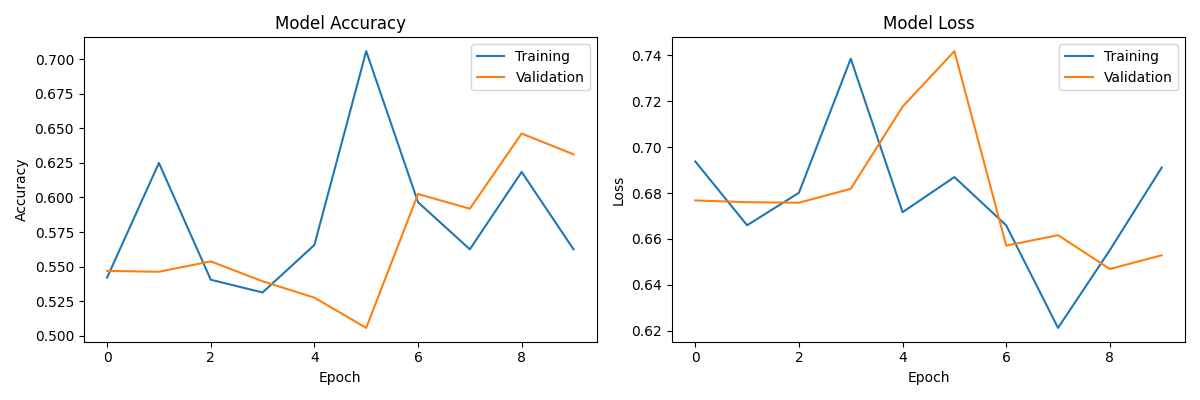 Model Accuracy
Accuracy
0.700
0.675
0.650
0.625
0.600
0.575
0.550
0.525
0.500
Training
Validation
0 2 4 6 8
Epoch
Model Loss
Loss
0.74
0.72
0.70
0.68
0.66
0.64
0.62
Training
Validation
0 2 4 6 8
Epoch